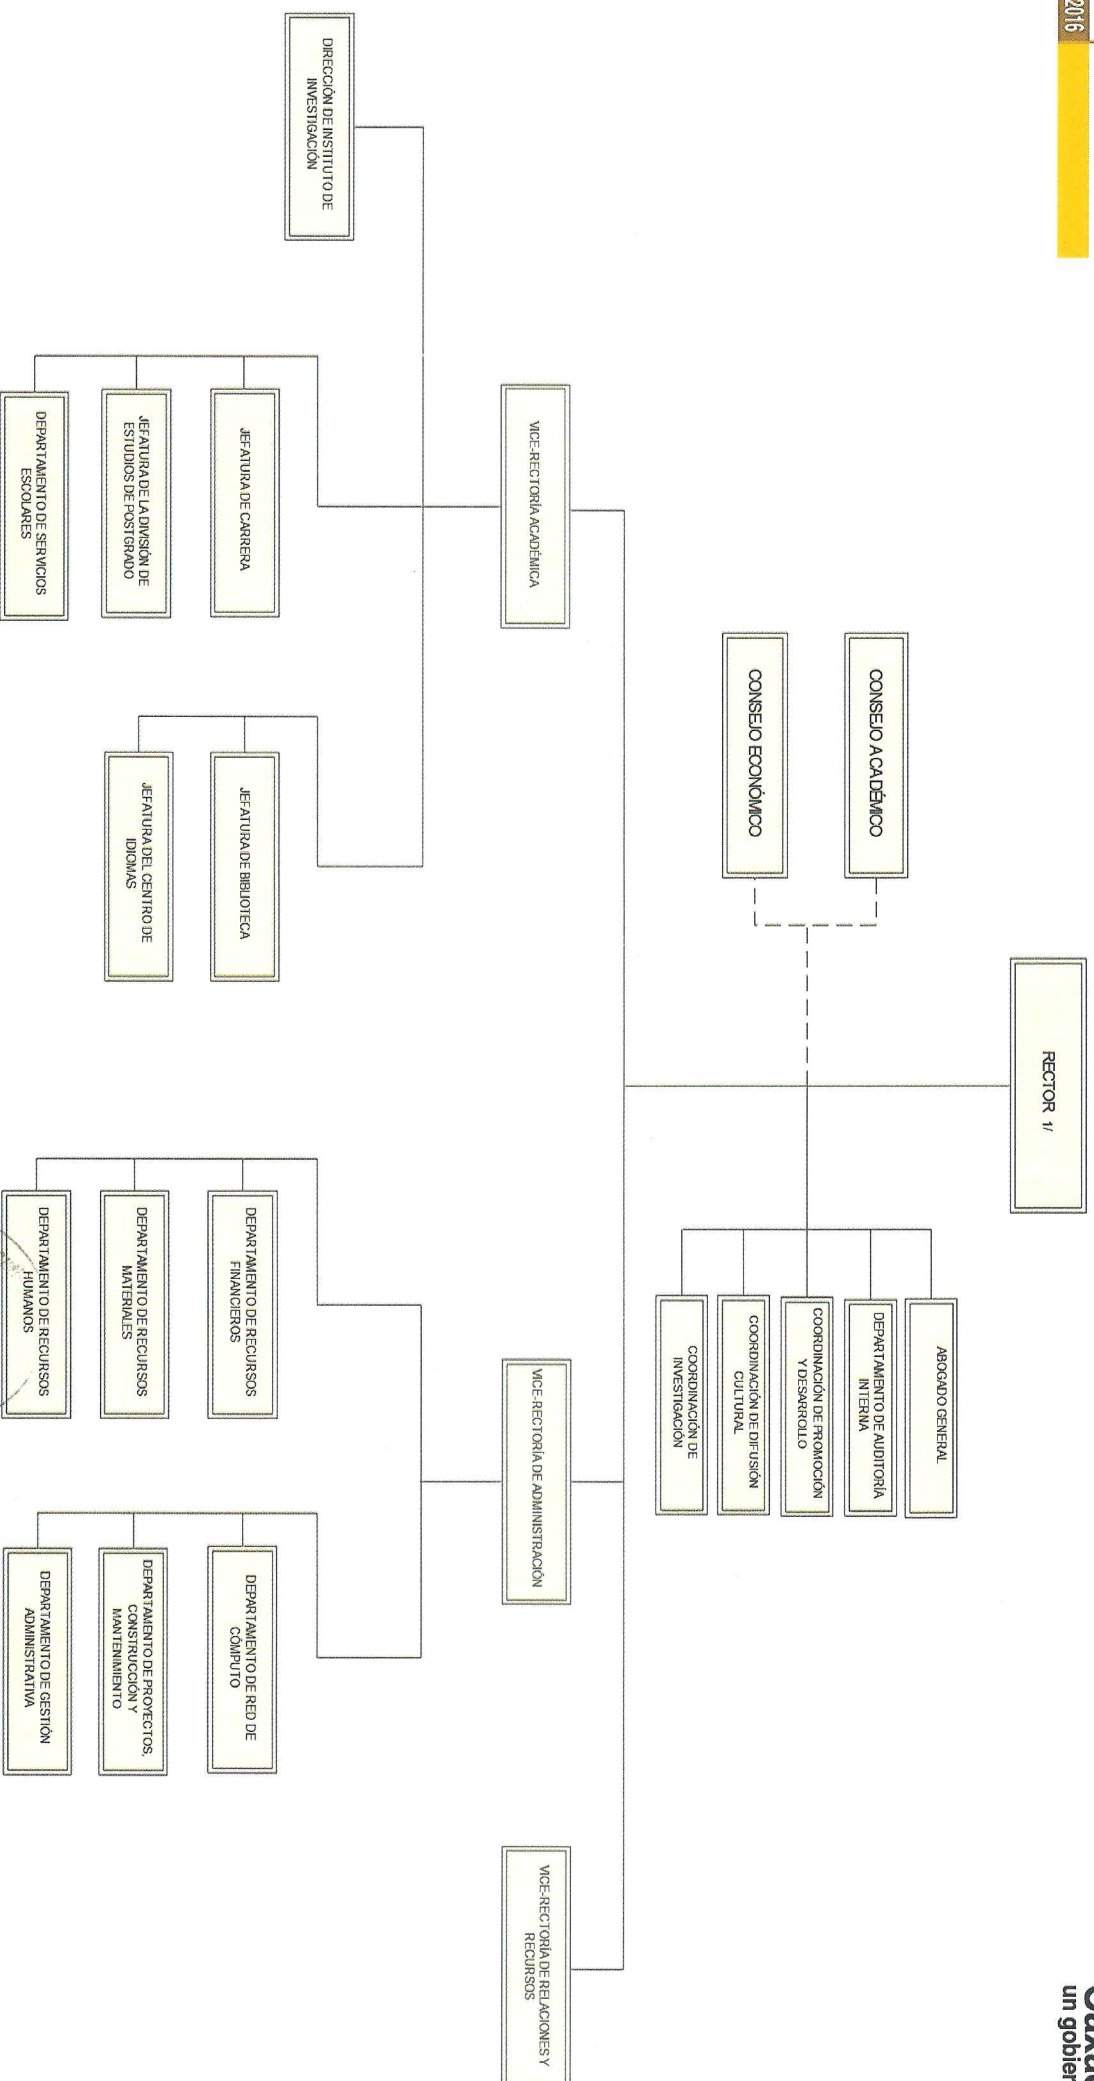 2016
Oaxaca
un gobier
RECTOR 1/
CONSEJO ACADÉMICO
CONSEJO ECONÓMICO
ABOGADO GENERAL
DEPARTAMENTO DE AUDITORÍA
INTERNA
COORDINACIÓN DE PROMOCIÓN
Y DESARROLLO
COORDINACIÓN DE DIFUSIÓN
CULTURAL
COORDINACIÓN DE
INVESTIGACIÓN
VICE-RECTORÍA ACADÉMICA
VICE-RECTORÍA DE ADMINISTRACIÓN
VICE-RECTORÍA DE RELACIONES Y
RECURSOS
DIRECCIÓN DE INSTITUTO DE
INVESTIGACIÓN
JEFATURA DE CARRERA
JEFATURA DE LA DIVISIÓN DE
ESTUDIOS DE POSTGRADO
DEPARTAMENTO DE SERVICIOS
ESCOLARES
JEFATURA DE BIBLIOTECA
JEFATURA DEL CENTRO DE
IDIOMAS
DEPARTAMENTO DE RECURSOS
FINANCIEROS
DEPARTAMENTO DE RECURSOS
MATERIALES
DEPARTAMENTO DE RECURSOS
HUMANOS
DEPARTAMENTO DE RED DE
CÓMPUTO
DEPARTAMENTO DE PROYECTOS,
CONSTRUCCIÓN Y
MANTENIMIENTO
DEPARTAMENTO DE GESTIÓN
ADMINISTRATIVA